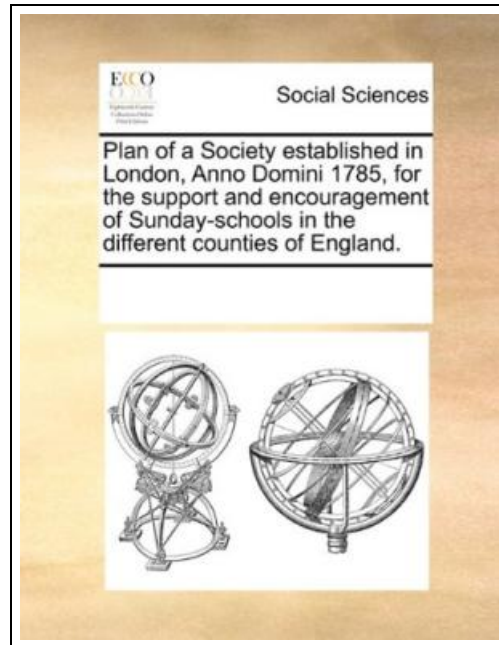 ECCO
Social Sciences
Plan of a Society established in
London, Anno Domini 1785, for
the support and encouragement
of Sunday-schools in the
different counties of England.